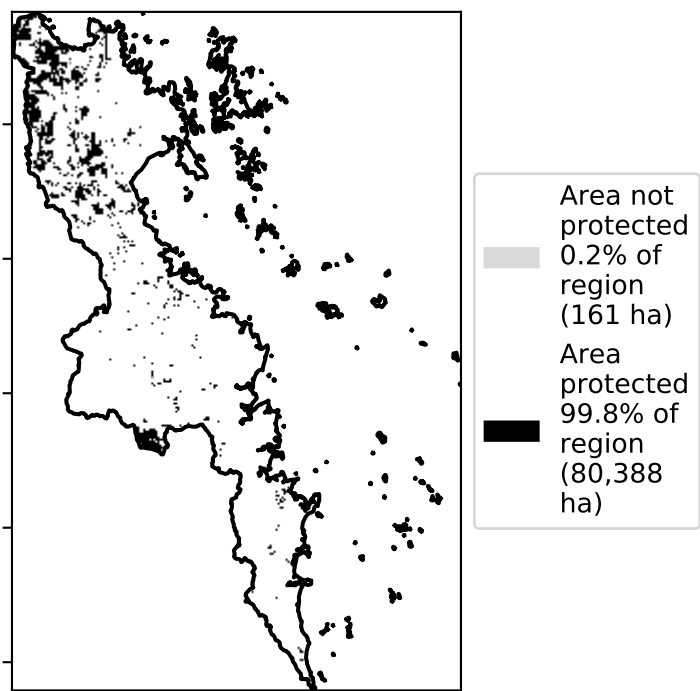 Area not
protected
0.2% of
region
(161 ha)
Area
protected
99.8% of
region
(80,388
ha)